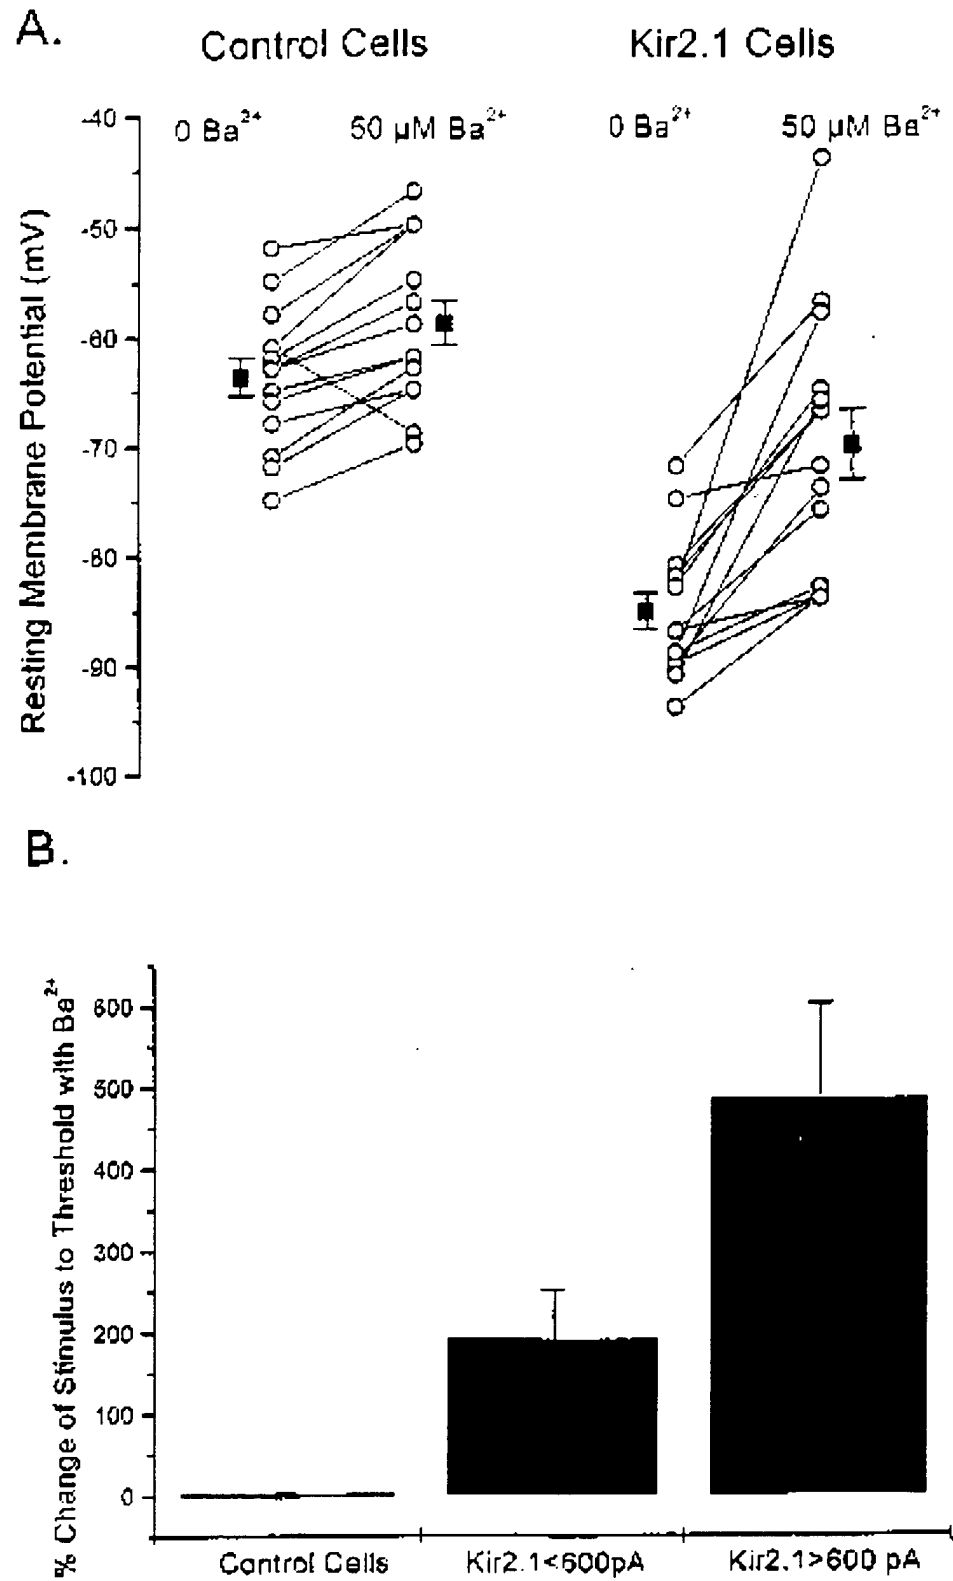 A.
Control Cells
Kir2.1 Cells
0 Ba²⁺
50 µM Ba²⁺
0 Ba²⁺
50 µM Ba²⁺
Resting Membrane Potential (mV)
-40
-50
-60
-70
-80
-90
-100
B.
% Change of Stimulus to Threshold with Ba²⁺
600
500
400
300
200
100
0
Control Cells
Kir2.1<600pA
Kir2.1>600 pA